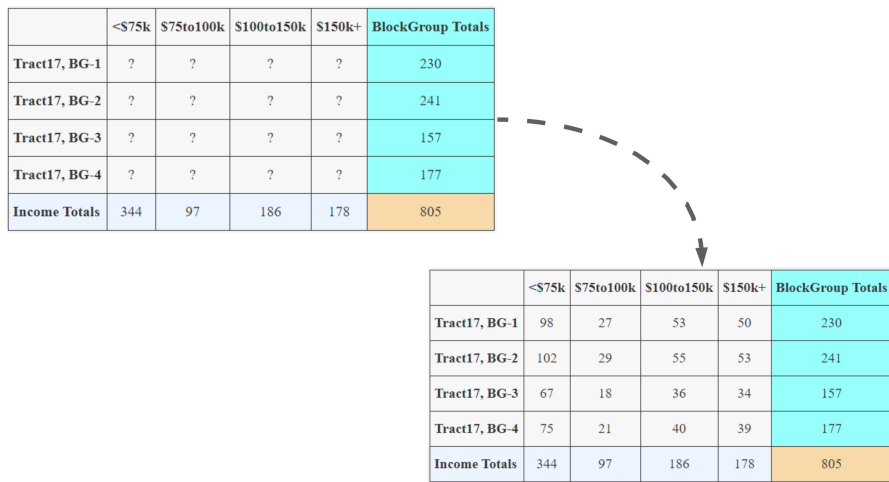 <$75k $75to100k $100to150k $150k+ BlockGroup Totals
Tract17, BG-1 ? ? ? ? 230
Tract17, BG-2 ? ? ? ? 241
Tract17, BG-3 ? ? ? ? 157
Tract17, BG-4 ? ? ? ? 177
Income Totals 344 97 186 178 805
<$75k $75to100k $100to150k $150k+ BlockGroup Totals
Tract17, BG-1 98 27 53 50 230
Tract17, BG-2 102 29 55 53 241
Tract17, BG-3 67 18 36 34 157
Tract17, BG-4 75 21 40 39 177
Income Totals 344 97 186 178 805